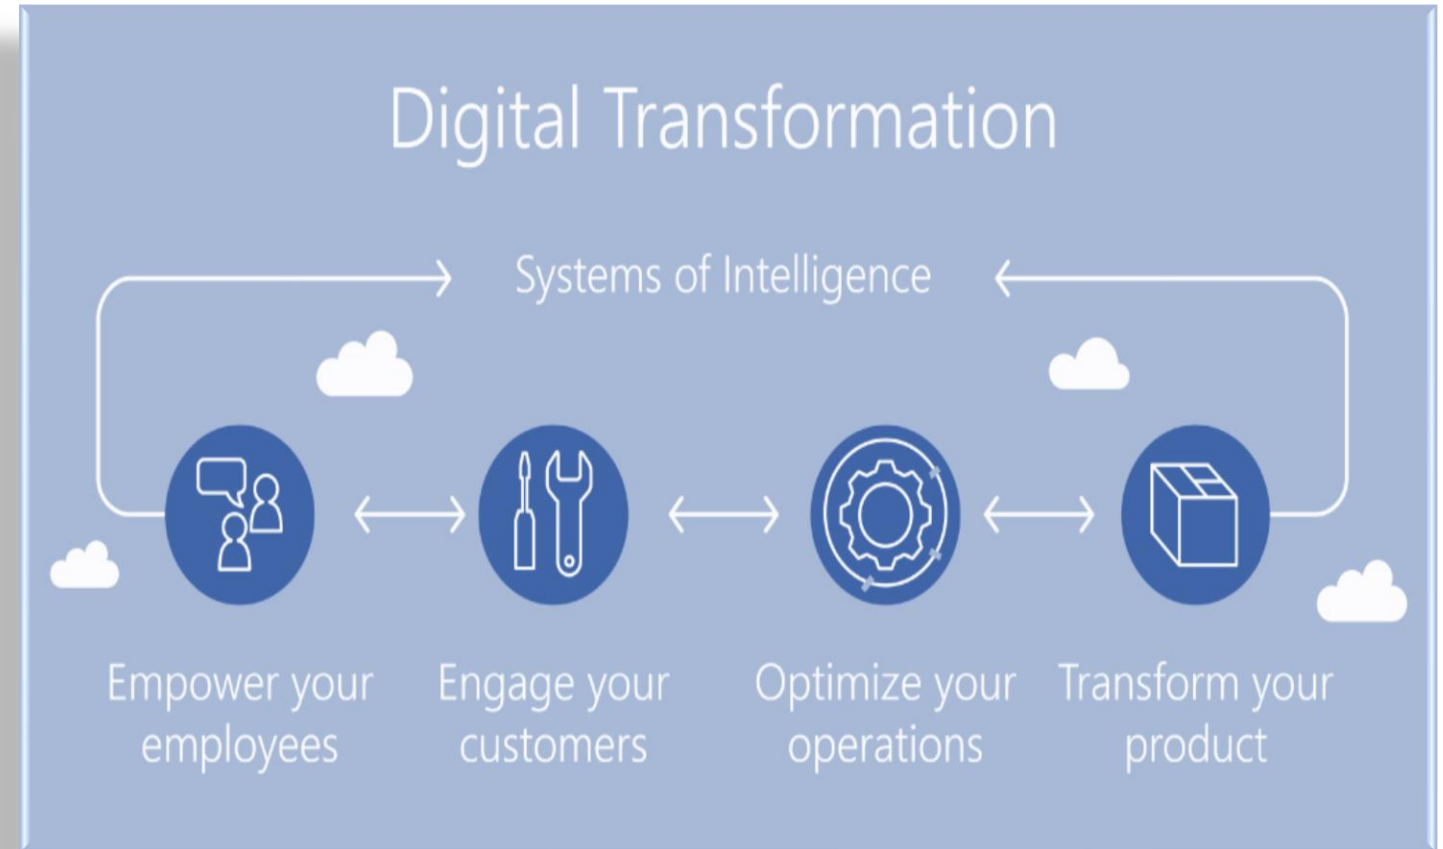 Digital Transformation
Systems of Intelligence
Empower your
employees
Engage your
customers
Optimize your
operations
Transform your
product